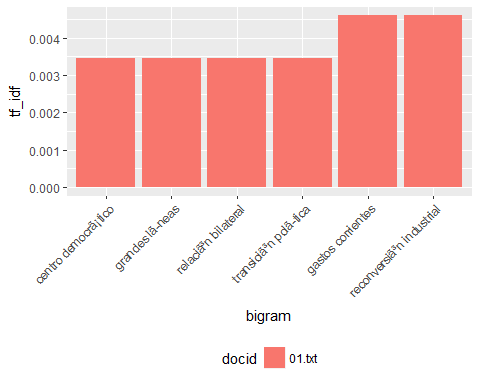 tf_idf
0.004
0.003
0.002
0.001
0.000
centro democrã¡tico
grandes lã-neas
relaciã³n bilateral
transiciã³n polã-tica
gastos corrientes
reconversiã³n industrial
bigram
docid 01.txt